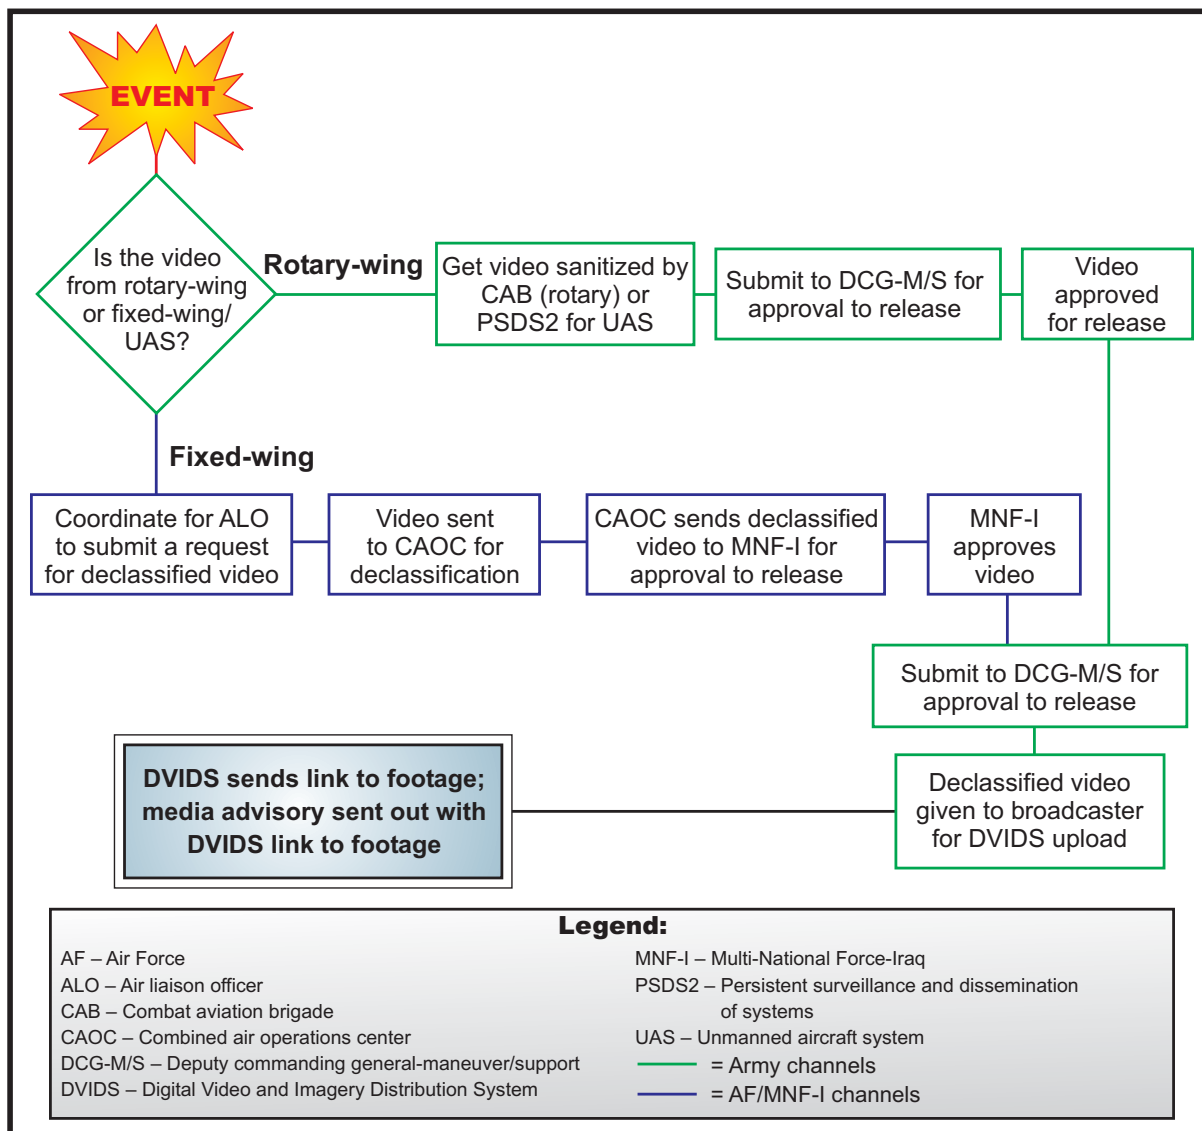 EVENT
Is the video
from rotary-wing
or fixed-wing/
UAS?
Rotary-wing
Get video sanitized by
CAB (rotary) or
PSDS2 for UAS
Submit to DCG-M/S for
approval to release
Video
approved
for release
Fixed-wing
Coordinate for ALO
to submit a request
for declassified video
Video sent
to CAOC for
declassification
CAOC sends declassified
video to MNF-I for
approval to release
MNF-I
approves
video
Submit to DCG-M/S for
approval to release
Declassified video
given to broadcaster
for DVIDS upload
DVIDS sends link to footage;
media advisory sent out with
DVIDS link to footage
Legend:
AF – Air Force
ALO – Air liaison officer
CAB – Combat aviation brigade
CAOC – Combined air operations center
DCG-M/S – Deputy commanding general-maneuver/support
DVIDS – Digital Video and Imagery Distribution System
MNF-I – Multi-National Force-Iraq
PSDS2 – Persistent surveillance and dissemination
of systems
UAS – Unmanned aircraft system
= Army channels
= AF/MNF-I channels